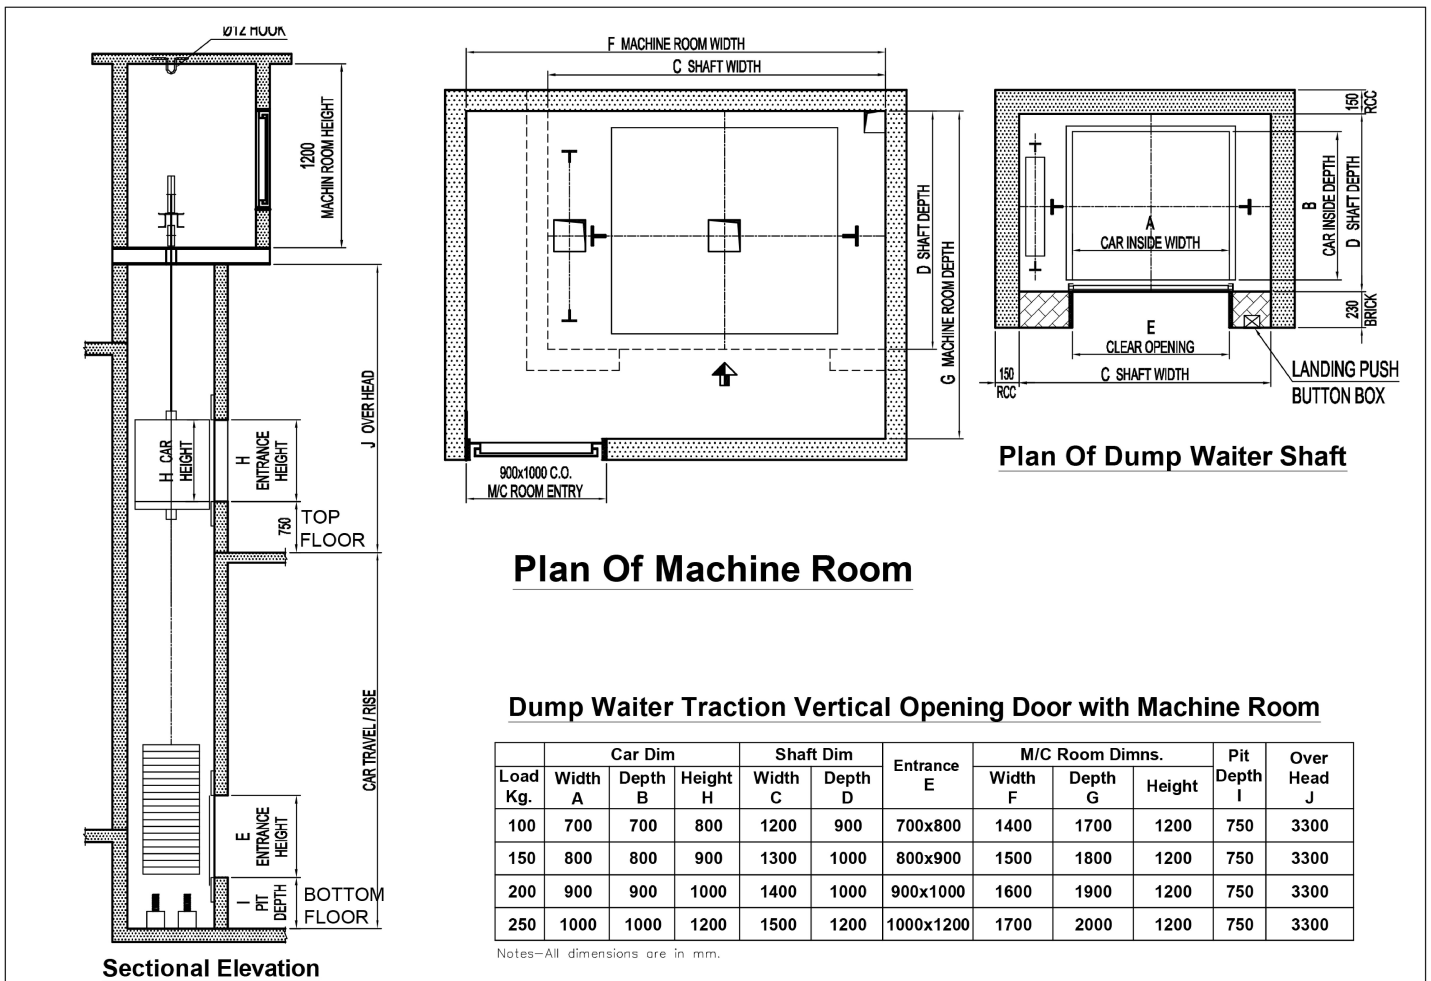 Ø12 HOOK
1200
MACHIN ROOM HEIGHT
J OVER HEAD
H CAR
HEIGHT
H
ENTRANCE
HEIGHT
750
TOP
FLOOR
CAR TRAVEL / RISE
E
ENTRANCE
HEIGHT
I
PIT
DEPTH
BOTTOM
FLOOR
Sectional Elevation
F MACHINE ROOM WIDTH
C SHAFT WIDTH
D SHAFT DEPTH
G MACHINE ROOM DEPTH
900x1000 C.O.
M/C ROOM ENTRY
Plan Of Machine Room
150
RCC
B
CAR INSIDE DEPTH
D SHAFT DEPTH
A
CAR INSIDE WIDTH
230
BRICK
E
CLEAR OPENING
150
RCC
C SHAFT WIDTH
LANDING PUSH
BUTTON BOX
Plan Of Dump Waiter Shaft
Dump Waiter Traction Vertical Opening Door with Machine Room
Load Kg. Car Dim Shaft Dim Entrance E M/C Room Dimns. Pit Depth I Over Head J
Width A Depth B Height H Width C Depth D Width F Depth G Height
100 700 700 800 1200 900 700x800 1400 1700 1200 750 3300
150 800 800 900 1300 1000 800x900 1500 1800 1200 750 3300
200 900 900 1000 1400 1000 900x1000 1600 1900 1200 750 3300
250 1000 1000 1200 1500 1200 1000x1200 1700 2000 1200 750 3300
Notes-All dimensions are in mm.